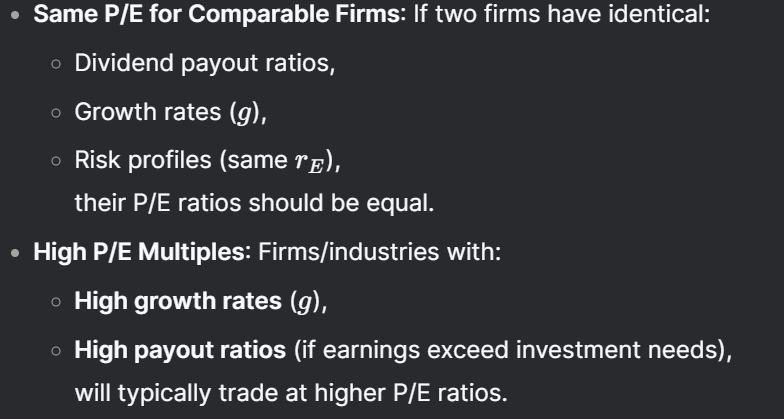 • Same P/E for Comparable Firms: If two firms have identical:
◦ Dividend payout ratios,
◦ Growth rates (g),
◦ Risk profiles (same r_E),
their P/E ratios should be equal.
• High P/E Multiples: Firms/industries with:
◦ High growth rates (g),
◦ High payout ratios (if earnings exceed investment needs),
will typically trade at higher P/E ratios.